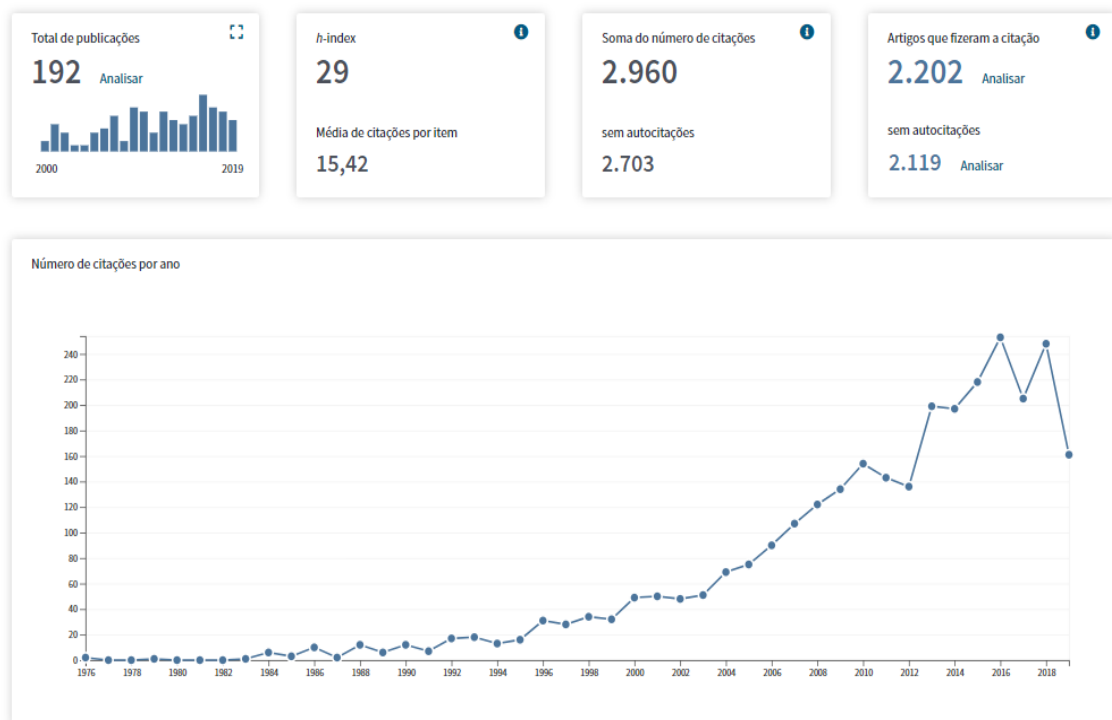 Total de publicações
192 Analisar
2000 2019
h-index
29
Média de citações por item
15,42
Soma do número de citações
2.960
sem autocitações
2.703
Artigos que fizeram a citação
2.202 Analisar
sem autocitações
2.119 Analisar
Número de citações por ano
240
220
200
180
160
140
120
100
80
60
40
20
0
1976 1978 1980 1982 1984 1986 1988 1990 1992 1994 1996 1998 2000 2002 2004 2006 2008 2010 2012 2014 2016 2018